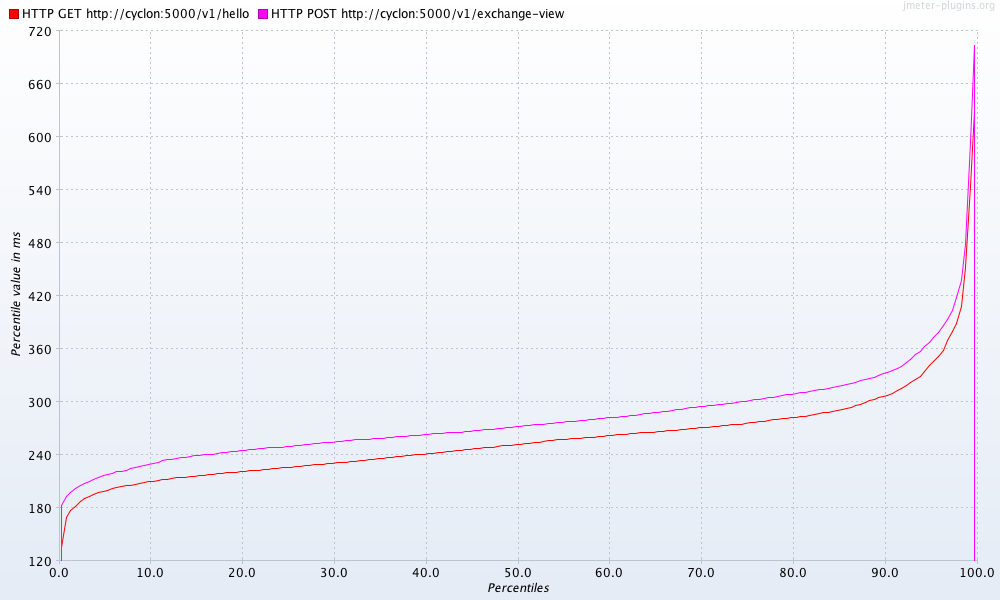 jmeter-plugins.org
HTTP GET http://cyclon:5000/v1/hello HTTP POST http://cyclon:5000/v1/exchange-view
720
660
600
540
480
420
360
300
240
180
120
Percentile value in ms
0.0 10.0 20.0 30.0 40.0 50.0 60.0 70.0 80.0 90.0 100.0
Percentiles